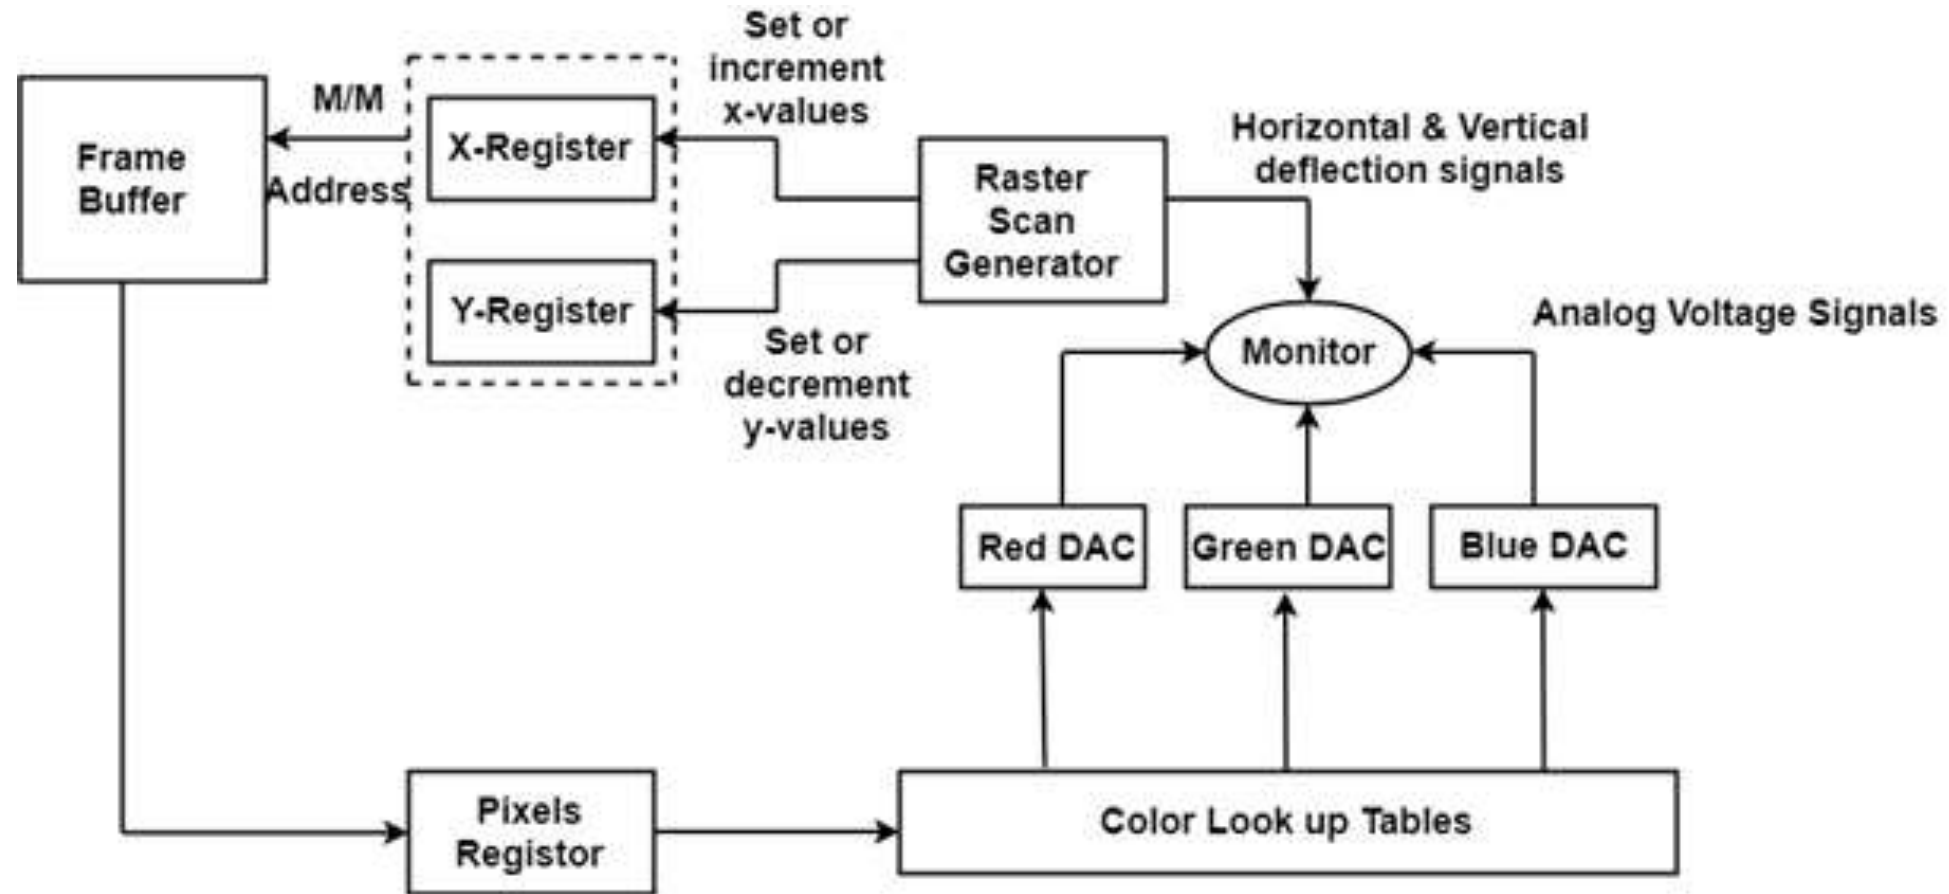 Set or
increment
x-values
M/M
Address
Frame
Buffer
X-Register
Y-Register
Raster
Scan
Generator
Horizontal & Vertical
deflection signals
Set or
decrement
y-values
Monitor
Analog Voltage Signals
Red DAC
Green DAC
Blue DAC
Pixels
Registor
Color Look up Tables